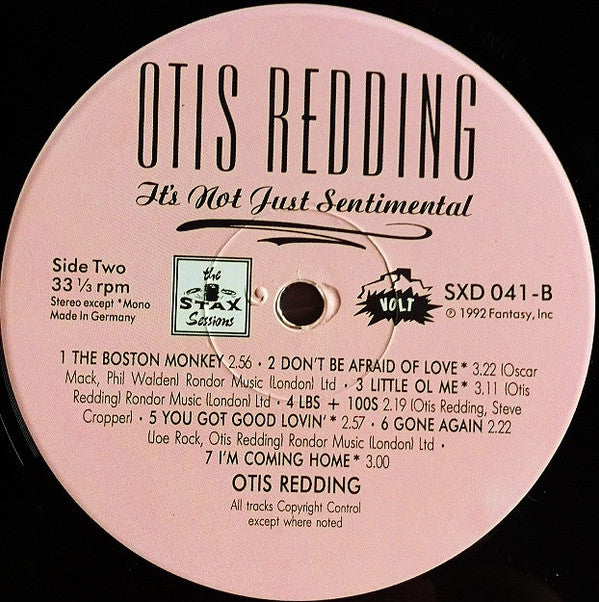 OTIS REDDING
It's Not Just Sentimental
Side Two
33 ⅓ rpm
Stereo except *Mono
Made In Germany
the
STAX
Sessions
VOLT
SXD 041-B
℗ 1992 Fantasy, Inc
1 THE BOSTON MONKEY 2.56 · 2 DON'T BE AFRAID OF LOVE* 3.22 (Oscar
Mack, Phil Walden) Rondor Music (London) Ltd · 3 LITTLE OL ME* 3.11 (Otis
Redding) Rondor Music (London) Ltd · 4 LBS + 100S 2.19 (Otis Redding, Steve
Cropper) · 5 YOU GOT GOOD LOVIN'* 2.57 · 6 GONE AGAIN 2.22
(Joe Rock, Otis Redding) Rondor Music (London) Ltd ·
7 I'M COMING HOME* 3.00
OTIS REDDING
All tracks Copyright Control
except where noted